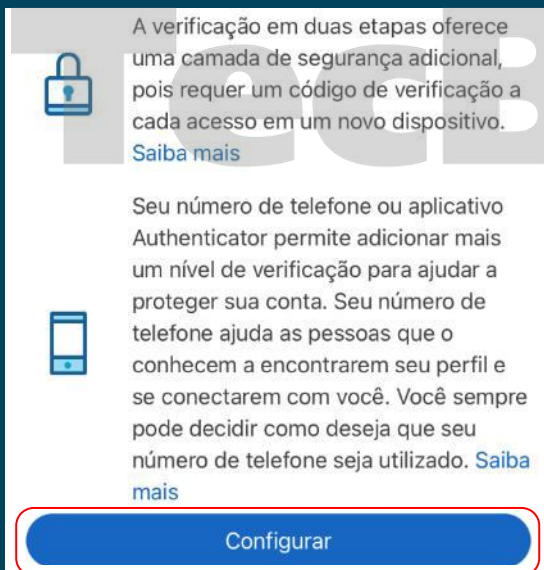 TecB
A verificação em duas etapas oferece
uma camada de segurança adicional,
pois requer um código de verificação a
cada acesso em um novo dispositivo.
Saiba mais
Seu número de telefone ou aplicativo
Authenticator permite adicionar mais
um nível de verificação para ajudar a
proteger sua conta. Seu número de
telefone ajuda as pessoas que o
conhecem a encontrarem seu perfil e
se conectarem com você. Você sempre
pode decidir como deseja que seu
número de telefone seja utilizado. Saiba
mais
Configurar